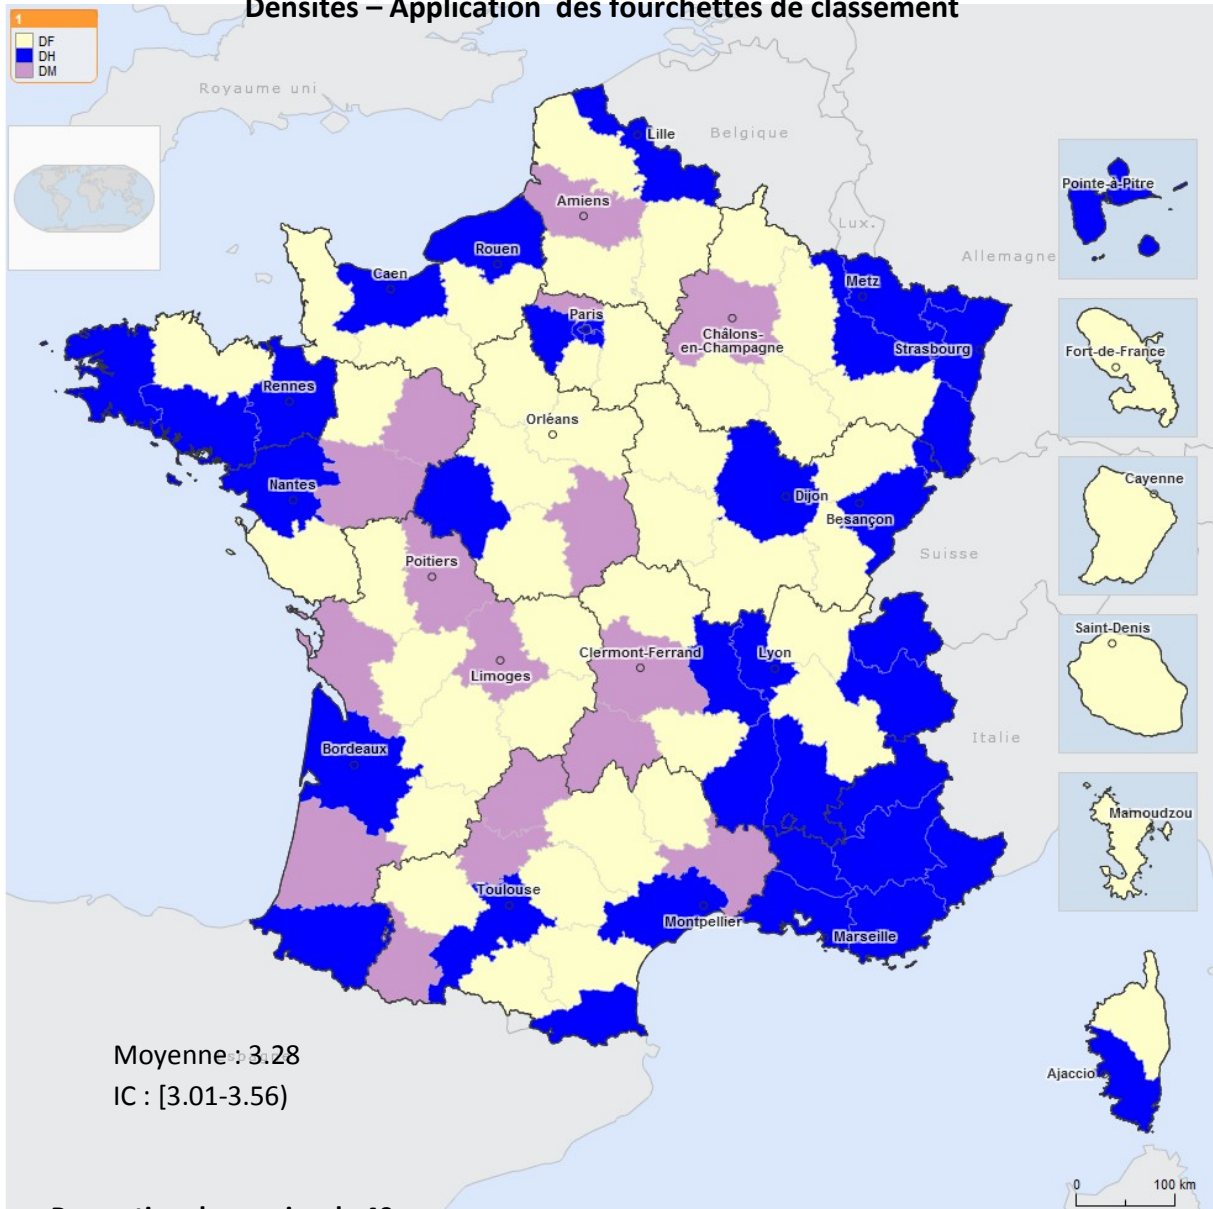 Densités – Application des fourchettes de classement
1
DF
DH
DM
Royaume uni
Belgique
Lille
Pointe-à-Pitre
Amiens
Lux.
Rouen
Allemagne
Caen
Metz
Paris
Châlons-
en-Champagne
Strasbourg
Fort-de-France
Rennes
Orléans
Cayenne
Nantes
Dijon
Besançon
Suisse
Poitiers
Saint-Denis
Clermont-Ferrand
Lyon
Limoges
Italie
Bordeaux
Mamoudzou
Toulouse
Montpellier
Marseille
Moyenne : 3.28
IC : [3.01-3.56)
Ajaccio
0 100 km